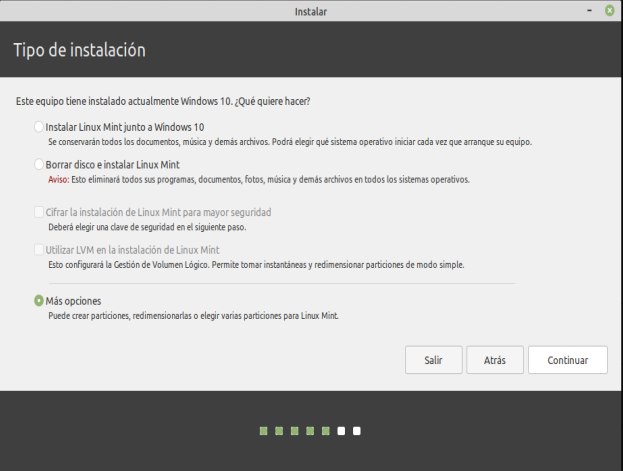 Instalar
Tipo de instalación
Este equipo tiene instalado actualmente Windows 10. ¿Qué quiere hacer?
Instalar Linux Mint junto a Windows 10
Se conservarán todos los documentos, música y demás archivos. Podrá elegir qué sistema operativo iniciar cada vez que arranque su equipo.
Borrar disco e instalar Linux Mint
Aviso: Esto eliminará todos sus programas, documentos, fotos, música y demás archivos en todos los sistemas operativos.
Cifrar la instalación de Linux Mint para mayor seguridad
Deberá elegir una clave de seguridad en el siguiente paso.
Utilizar LVM en la instalación de Linux Mint
Esto configurará la Gestión de Volumen Lógico. Permite tomar instantáneas y redimensionar particiones de modo simple.
Más opciones
Puede crear particiones, redimensionarlas o elegir varias particiones para Linux Mint.
Salir Atrás Continuar